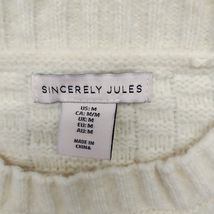 SINCERELY JULES
US: M
CA: M/M
UK: M
EU: M
AU: M
MADE IN
CHINA